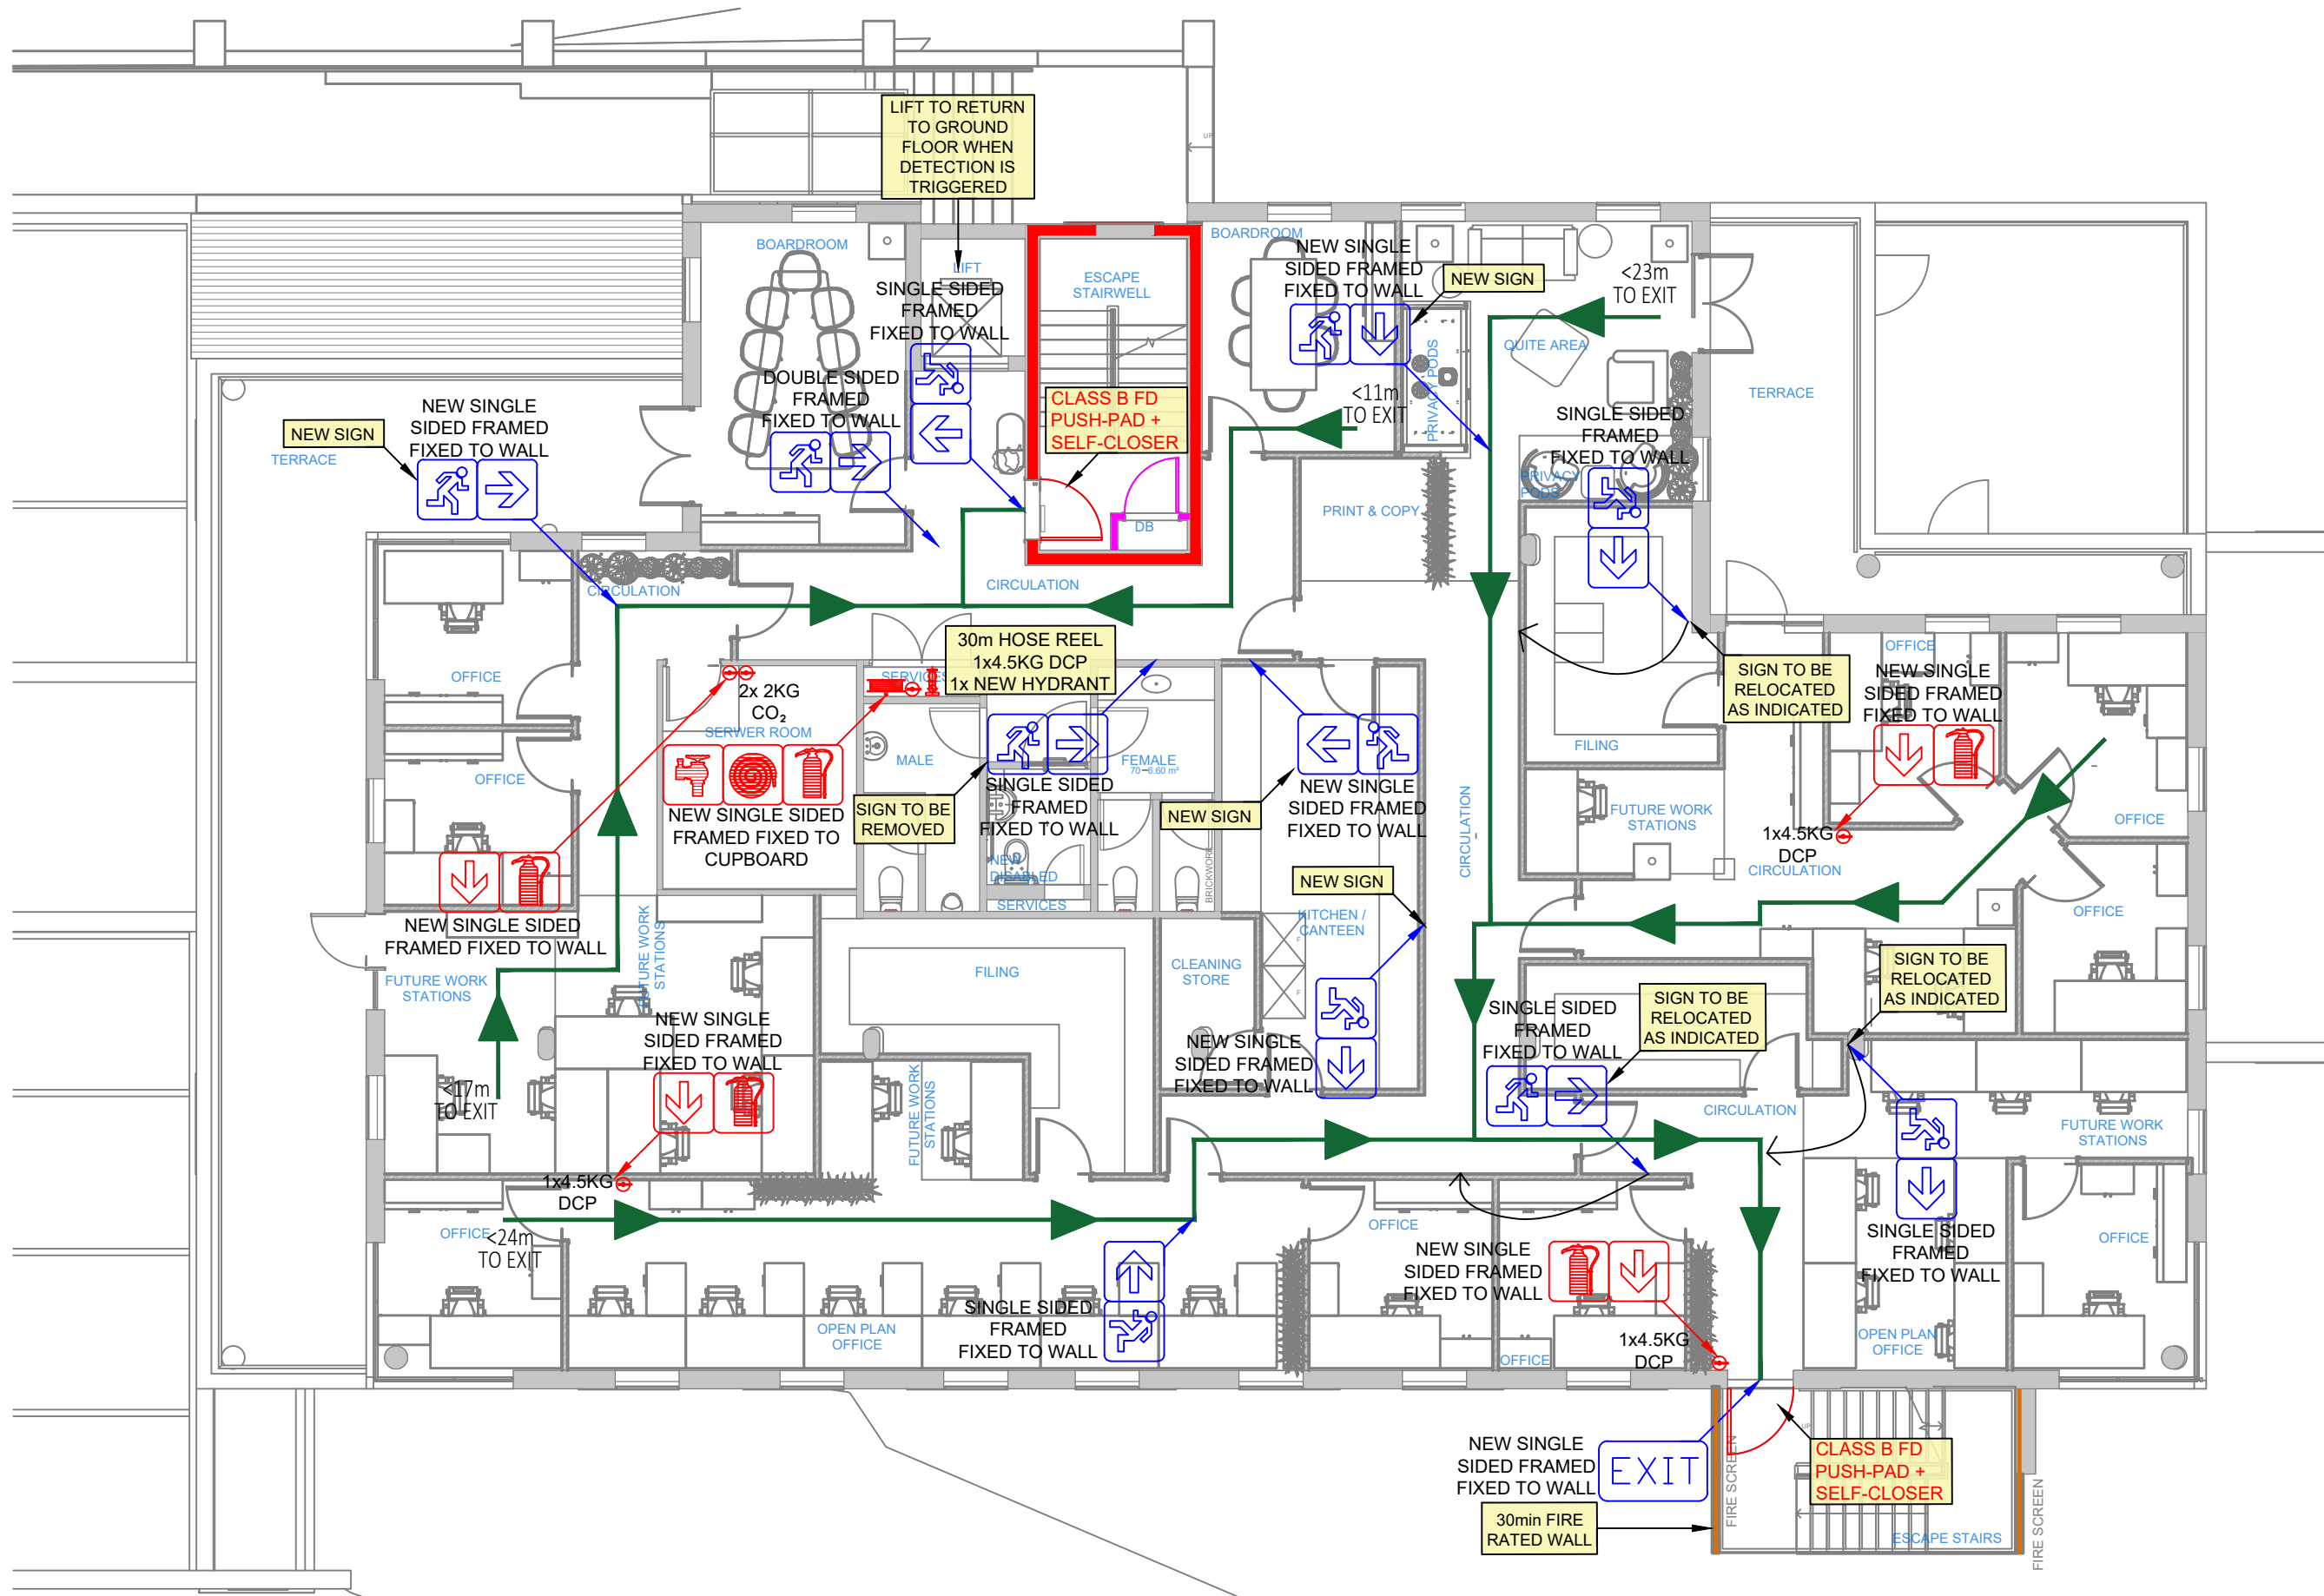 LIFT TO RETURN
TO GROUND
FLOOR WHEN
DETECTION IS
TRIGGERED
UP
BOARDROOM
LIFT
SINGLE SIDED
FRAMED
FIXED TO WALL
ESCAPE
STAIRWELL
BOARDROOM
NEW SINGLE
SIDED FRAMED
FIXED TO WALL
NEW SIGN
<23m
TO EXIT
QUITE AREA
PRIVACY PODS
TERRACE
DOUBLE SIDED
FRAMED
FIXED TO WALL
CLASS B FD
PUSH-PAD +
SELF-CLOSER
<11m
TO EXIT
SINGLE SIDED
FRAMED
FIXED TO WALL
PRIVACY
PODS
NEW SIGN
TERRACE
NEW SINGLE
SIDED FRAMED
FIXED TO WALL
PRINT & COPY
DB
CIRCULATION
CIRCULATION
30m HOSE REEL
1x4.5KG DCP
1x NEW HYDRANT
SERVICES
2x 2KG
CO₂
SERWER ROOM
OFFICE
OFFICE
NEW SINGLE SIDED
FRAMED FIXED TO
CUPBOARD
MALE
SIGN TO BE
REMOVED
SINGLE SIDED
FRAMED
FIXED TO WALL
FEMALE
70-6.60 m²
NEW
DISABLED
SERVICES
BRICKWORK
NEW SIGN
NEW SINGLE
SIDED FRAMED
FIXED TO WALL
NEW SIGN
KITCHEN /
CANTEEN
F
F
CIRCULATION
FILING
SIGN TO BE
RELOCATED
AS INDICATED
OFFICE
NEW SINGLE
SIDED FRAMED
FIXED TO WALL
FUTURE WORK
STATIONS
1x4.5KG
DCP
CIRCULATION
OFFICE
OFFICE
NEW SINGLE SIDED
FRAMED FIXED TO WALL
FUTURE WORK
STATIONS
FUTURE WORK
STATIONS
FILING
CLEANING
STORE
NEW SINGLE
SIDED FRAMED
FIXED TO WALL
NEW SINGLE
SIDED FRAMED
FIXED TO WALL
<17m
TO EXIT
FUTURE WORK
STATIONS
SINGLE SIDED
FRAMED
FIXED TO WALL
SIGN TO BE
RELOCATED
AS INDICATED
SIGN TO BE
RELOCATED
AS INDICATED
CIRCULATION
FUTURE WORK
STATIONS
1x4.5KG
DCP
OFFICE
<24m
TO EXIT
OPEN PLAN
OFFICE
SINGLE SIDED
FRAMED
FIXED TO WALL
OFFICE
NEW SINGLE
SIDED FRAMED
FIXED TO WALL
OFFICE
1x4.5KG
DCP
SINGLE SIDED
FRAMED
FIXED TO WALL
OFFICE
OPEN PLAN
OFFICE
NEW SINGLE
SIDED FRAMED
FIXED TO WALL
EXIT
30min FIRE
RATED WALL
FIRE SCREEN
UP
CLASS B FD
PUSH-PAD +
SELF-CLOSER
ESCAPE STAIRS
FIRE SCREEN